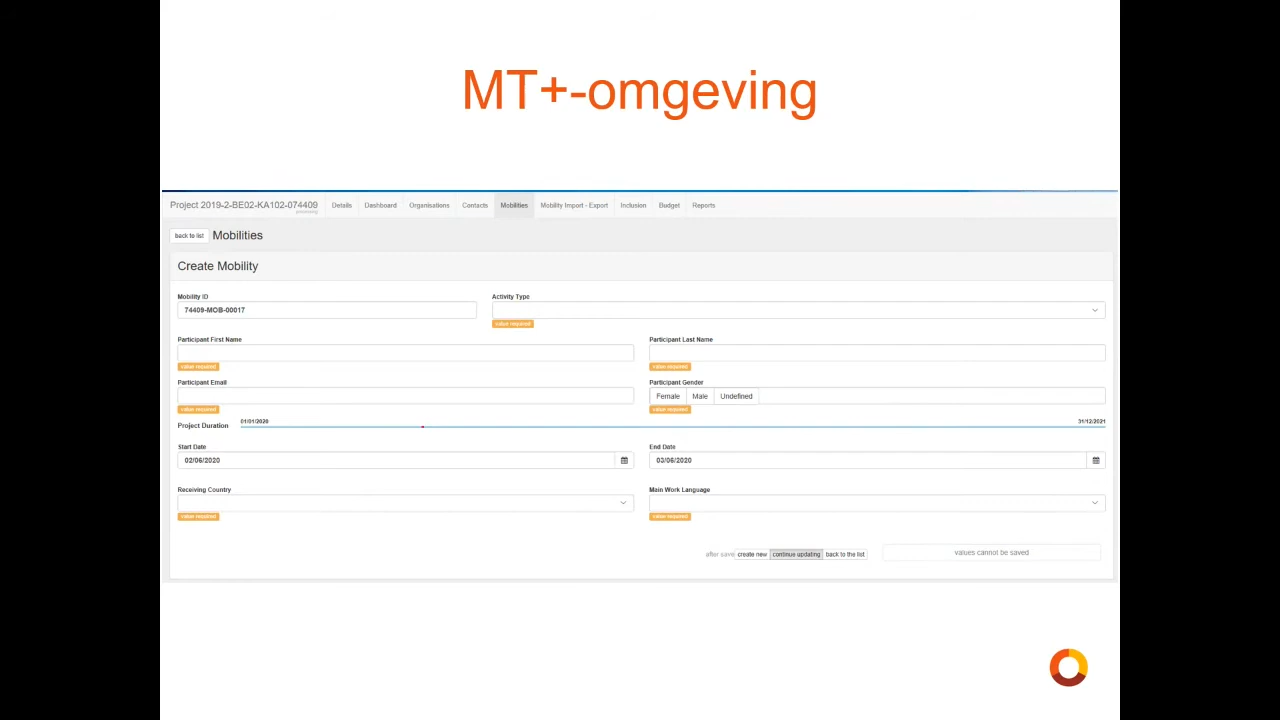 MT+-omgeving
Project 2019-2-BE02-KA102-074409 Details Dashboard Organisations Contacts Mobilities Mobility Import - Export Inclusion Budget Reports
processing
back to list Mobilities
Create Mobility
Mobility ID Activity Type
74409-MOB-00017
value required
Participant First Name Participant Last Name
value required value required
Participant Email Participant Gender
Female Male Undefined
value required value required
Project Duration 01/01/2020 31/12/2021
Start Date End Date
02/06/2020 03/06/2020
Receiving Country Main Work Language
value required value required
after save create new continue updating back to the list values cannot be saved